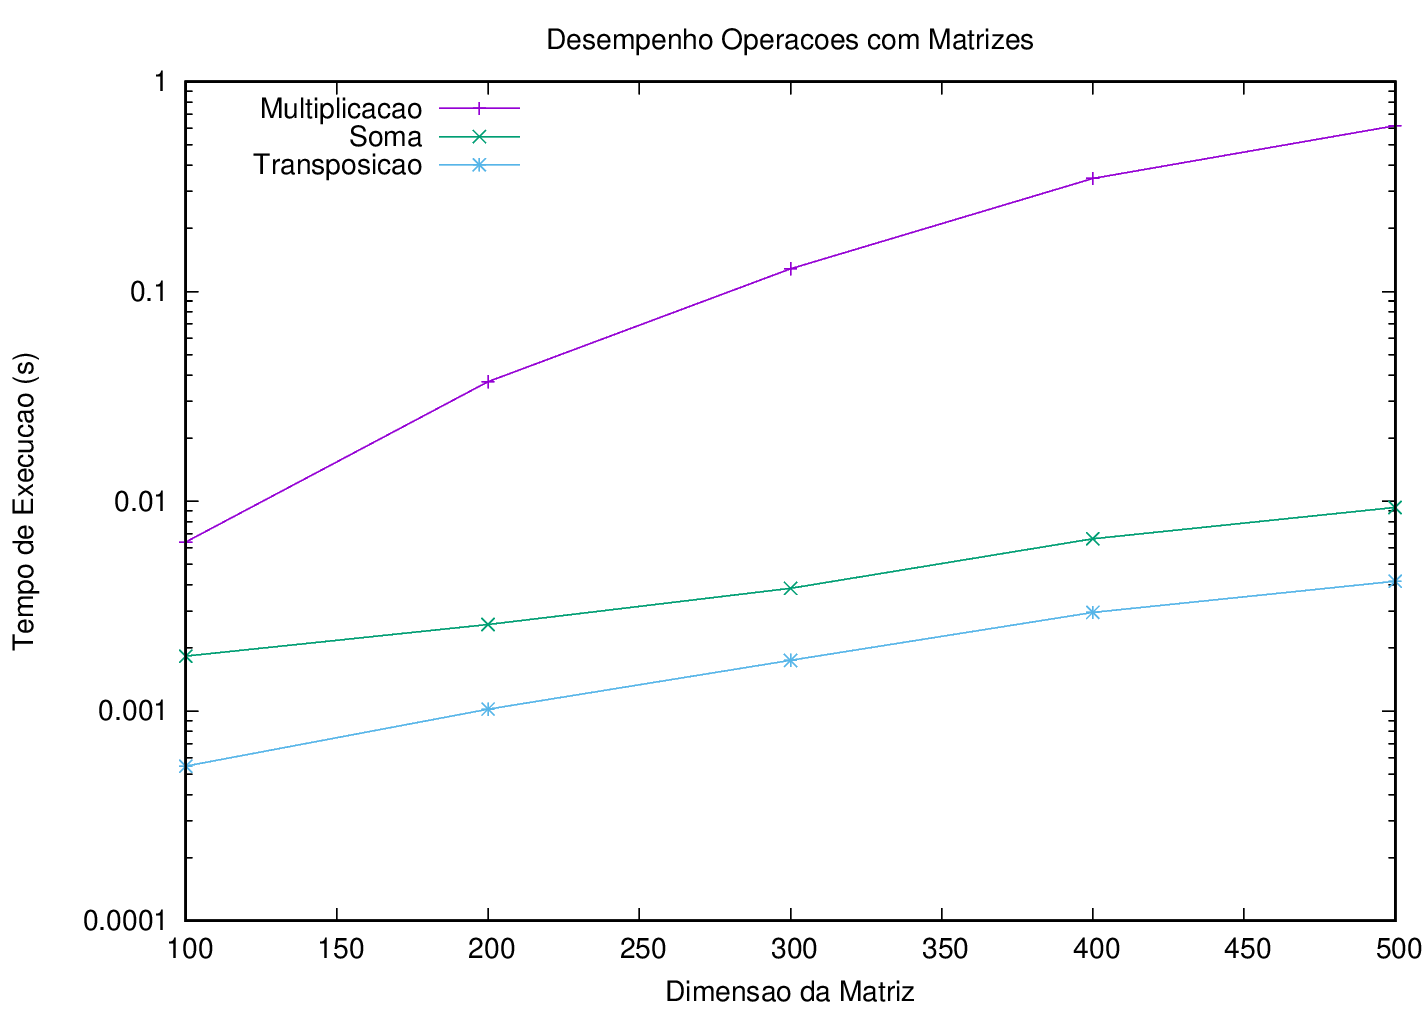 Desempenho Operacoes com Matrizes
Multiplicacao
Soma
Transposicao
1
0.1
0.01
0.001
0.0001
Tempo de Execucao (s)
100 150 200 250 300 350 400 450 500
Dimensao da Matriz